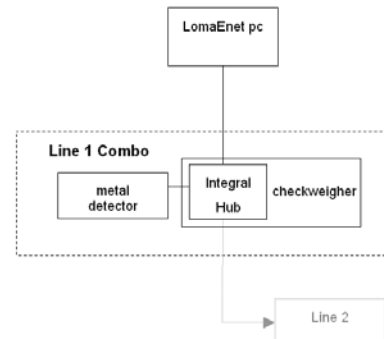 LomaEnet pc
Line 1 Combo
metal
detector
Integral
Hub
checkweigher
Line 2